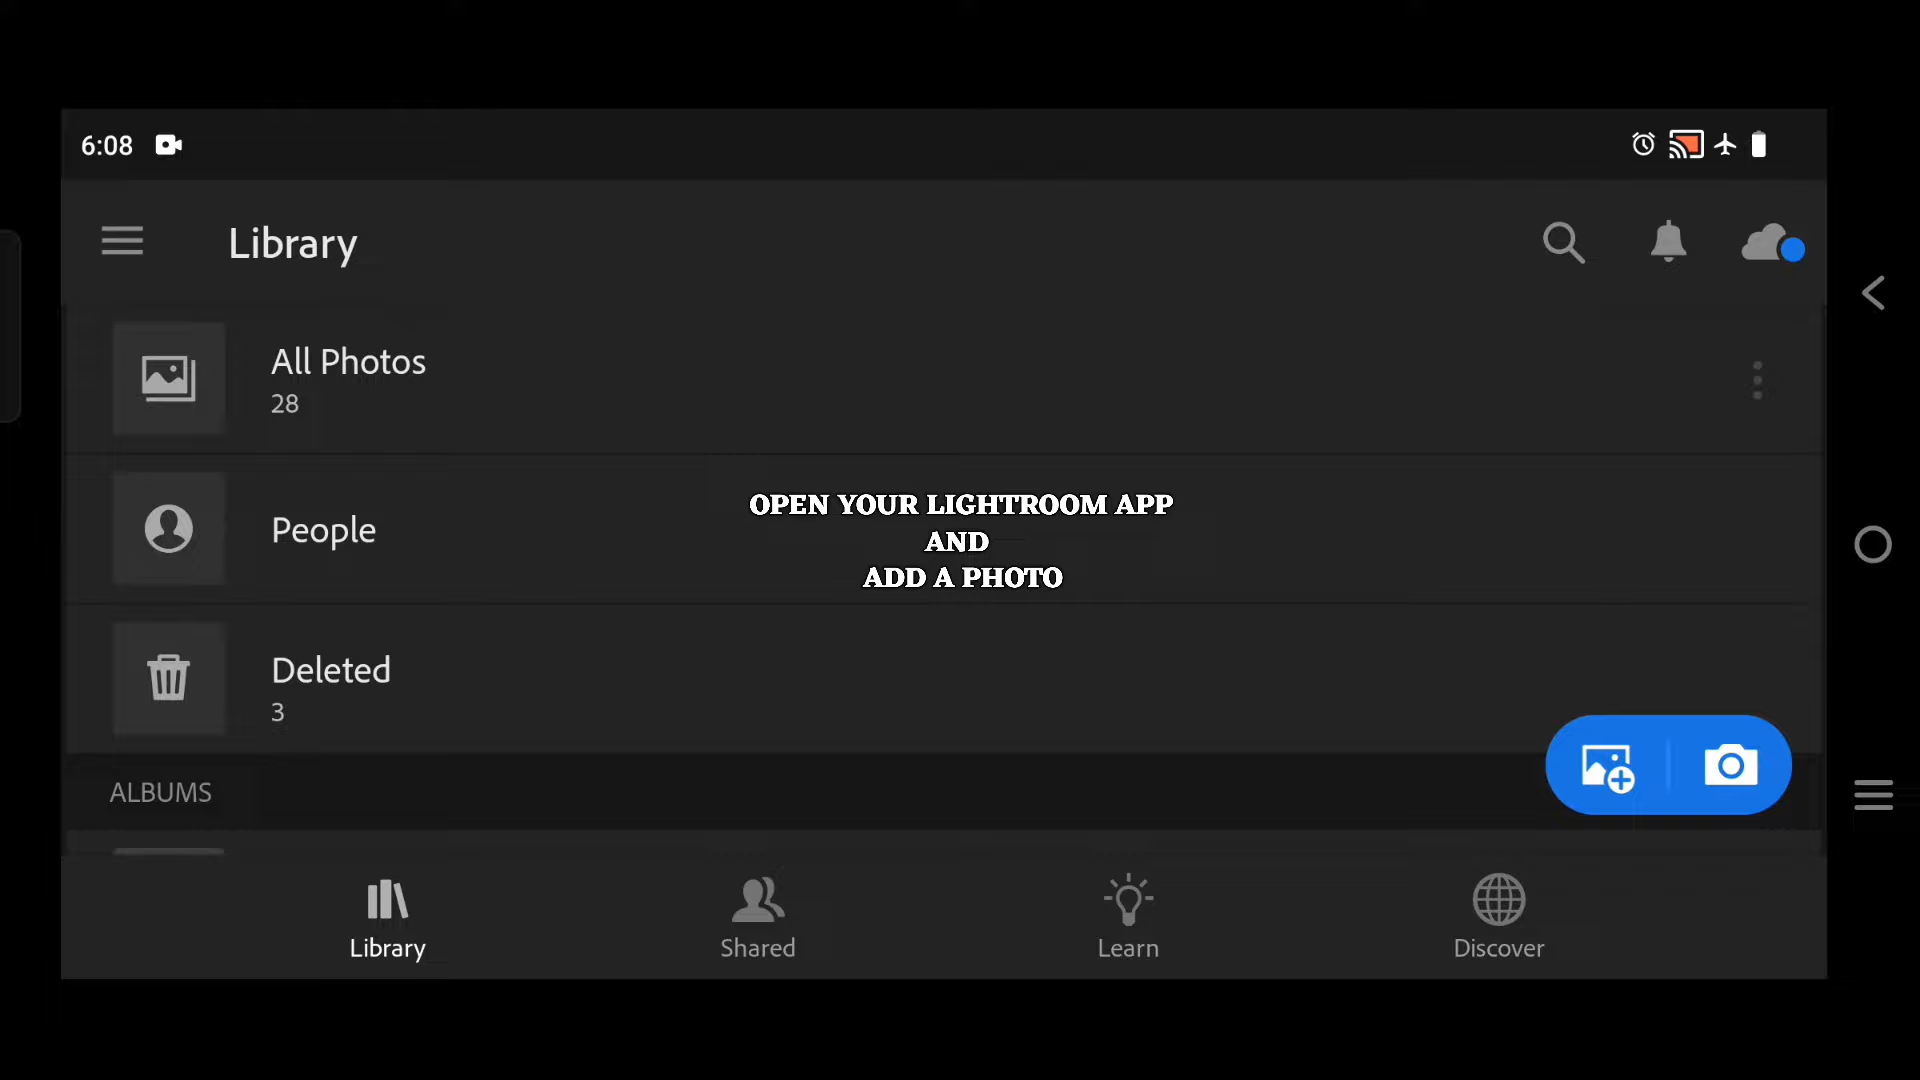 6:08
Library
All Photos
28
People
OPEN YOUR LIGHTROOM APP
AND
ADD A PHOTO
Deleted
3
ALBUMS
Library
Shared
Learn
Discover